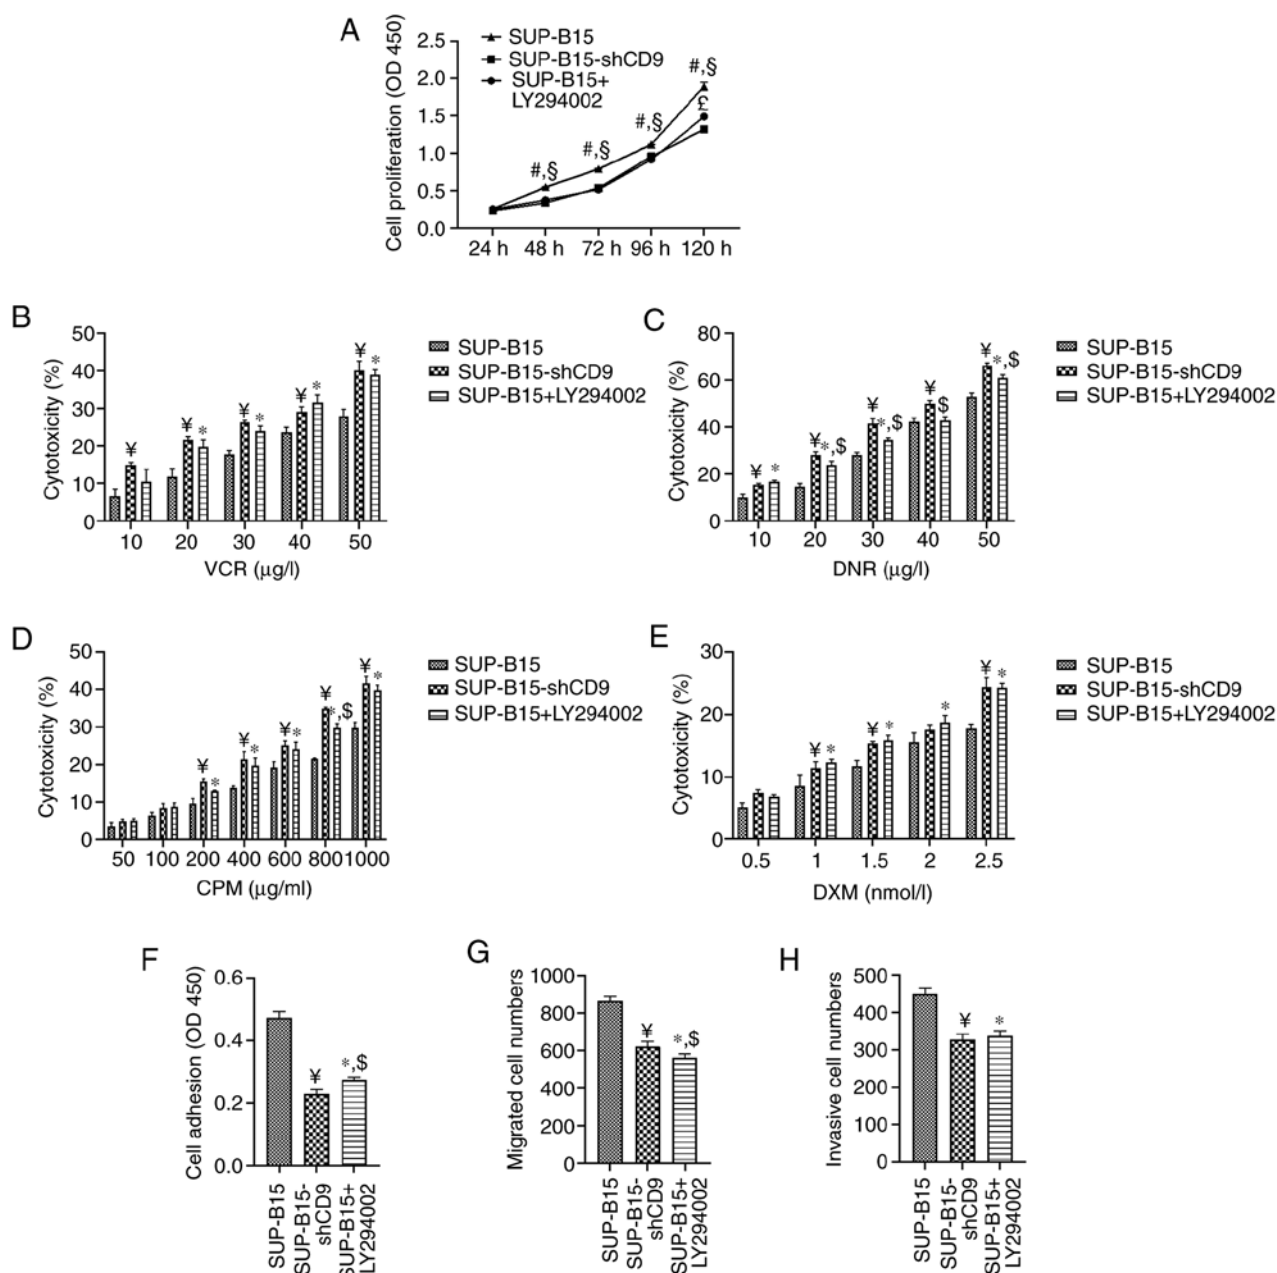 A
Cell proliferation (OD 450)
2.5
2.0
1.5
1.0
0.5
0.0
SUP-B15
SUP-B15-shCD9
SUP-B15+
LY294002
#,§
#,§
#,§
#,§
£
24 h 48 h 72 h 96 h 120 h
B
Cytotoxicity (%)
50
40
30
20
10
0
¥
¥ *
¥ *
¥ *
¥ *
10 20 30 40 50
VCR (µg/l)
SUP-B15
SUP-B15-shCD9
SUP-B15+LY294002
C
Cytotoxicity (%)
80
60
40
20
0
¥ *
¥ *,$
¥ *,$
¥ $
¥ *,$
10 20 30 40 50
DNR (µg/l)
SUP-B15
SUP-B15-shCD9
SUP-B15+LY294002
D
Cytotoxicity (%)
50
40
30
20
10
0
¥ *
¥ *
¥ *
¥ *,$
¥ *
50 100 200 400 600 800 1000
CPM (µg/ml)
SUP-B15
SUP-B15-shCD9
SUP-B15+LY294002
E
Cytotoxicity (%)
30
20
10
0
¥ *
¥ *
*
¥ *
0.5 1 1.5 2 2.5
DXM (nmol/l)
SUP-B15
SUP-B15-shCD9
SUP-B15+LY294002
F
Cell adhesion (OD 450)
0.6
0.4
0.2
0.0
¥
*,$
SUP-B15
SUP-B15-
shCD9
SUP-B15+
LY294002
G
Migrated cell numbers
1000
800
600
400
200
0
¥
*,$
SUP-B15
SUP-B15-
shCD9
SUP-B15+
LY294002
H
Invasive cell numbers
500
400
300
200
100
0
¥
*
SUP-B15
SUP-B15-
shCD9
SUP-B15+
LY294002